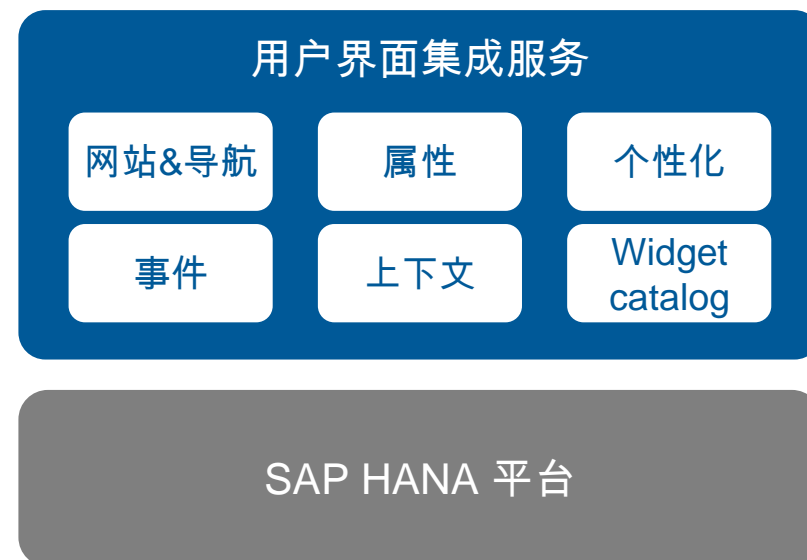 用户界面集成服务
网站&导航
属性
个性化
事件
上下文
Widget
catalog
SAP HANA 平台